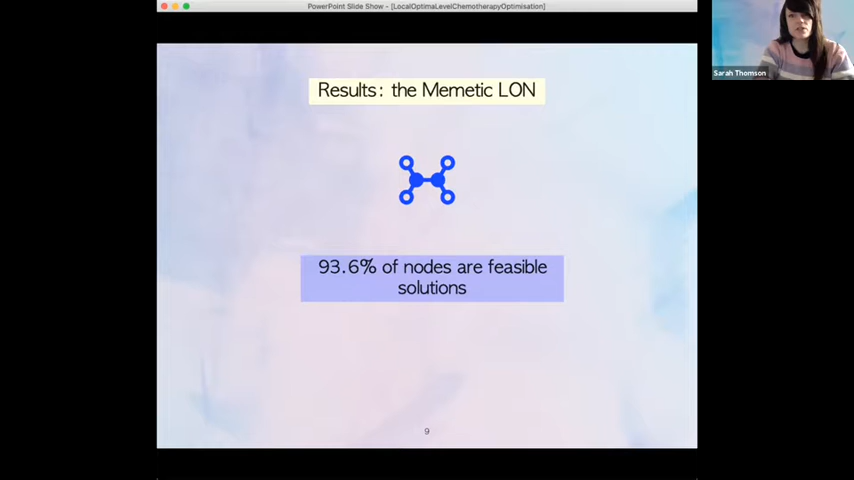 PowerPoint Slide Show - [LocalOptimaLevelChemotherapyOptimisation]
Sarah Thomson
Results: the Memetic LON
93.6% of nodes are feasible
solutions
9